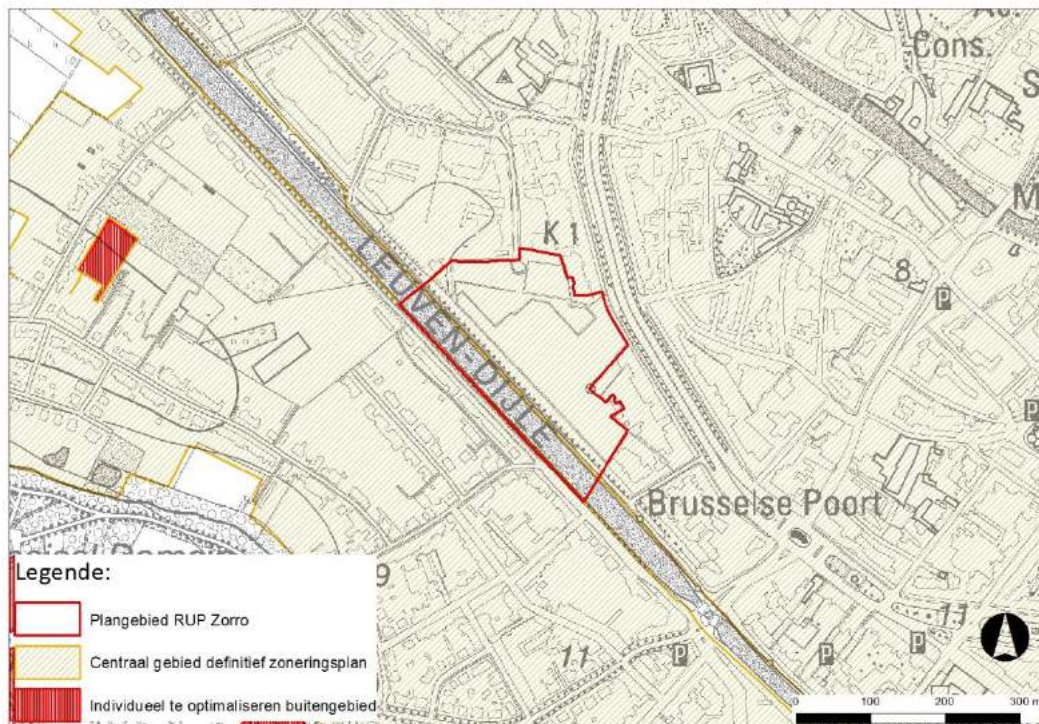 Cons.
S
M
K 1
8
P
LEUVEN-DIJLE
P
Brusselse Poort
9
11
11
P
P
P
Legende:
Plangebied RUP Zorro
Centraal gebied definitief zoneringsplan
Individueel te optimaliseren buitengebied
0 100 200 300 m